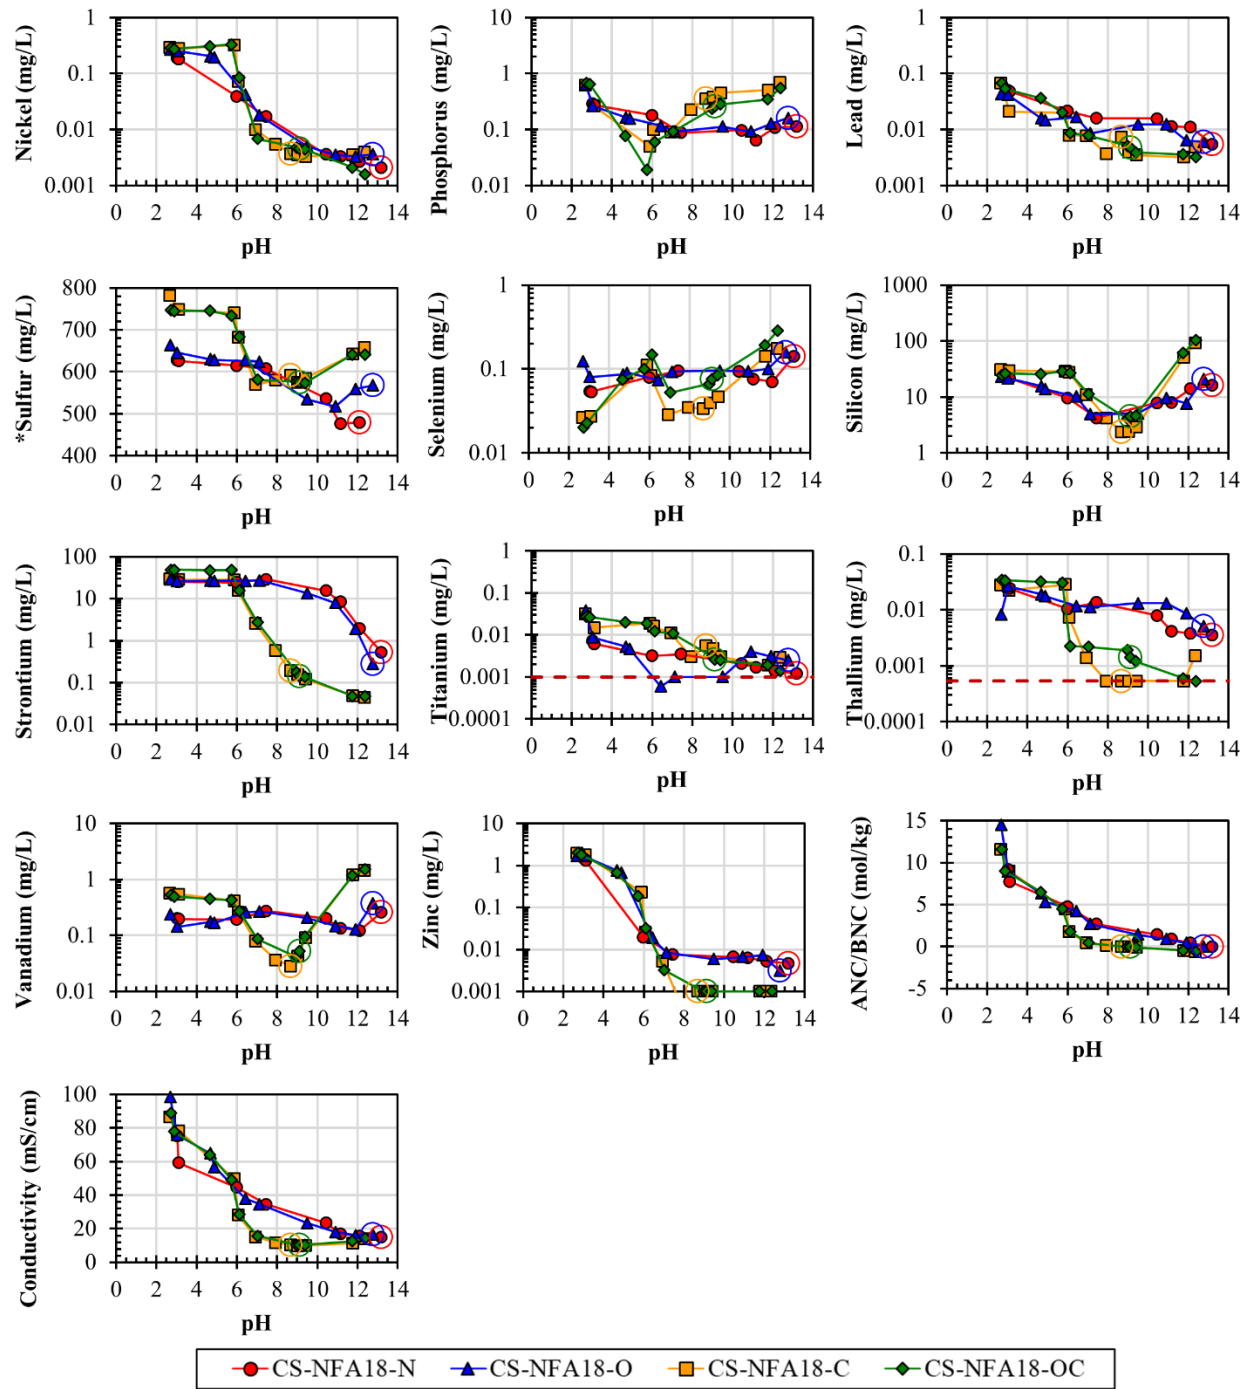 Nickel (mg/L)
1
0.1
0.01
0.001
0 2 4 6 8 10 12 14
pH
Phosphorus (mg/L)
10
1
0.1
0.01
0 2 4 6 8 10 12 14
pH
Lead (mg/L)
1
0.1
0.01
0.001
0 2 4 6 8 10 12 14
pH
*Sulfur (mg/L)
800
700
600
500
400
0 2 4 6 8 10 12 14
pH
Selenium (mg/L)
1
0.1
0.01
0 2 4 6 8 10 12 14
pH
Silicon (mg/L)
1000
100
10
1
0 2 4 6 8 10 12 14
pH
Strontium (mg/L)
100
10
1
0.1
0.01
0 2 4 6 8 10 12 14
pH
Titanium (mg/L)
1
0.1
0.01
0.001
0.0001
0 2 4 6 8 10 12 14
pH
Thallium (mg/L)
0.1
0.01
0.001
0.0001
0 2 4 6 8 10 12 14
pH
Vanadium (mg/L)
10
1
0.1
0.01
0 2 4 6 8 10 12 14
pH
Zinc (mg/L)
10
1
0.1
0.01
0.001
0 2 4 6 8 10 12 14
pH
ANC/BNC (mol/kg)
15
10
5
0
-5
0 2 4 6 8 10 12 14
pH
Conductivity (mS/cm)
100
80
60
40
20
0
0 2 4 6 8 10 12 14
pH
CS-NFA18-N CS-NFA18-O CS-NFA18-C CS-NFA18-OC